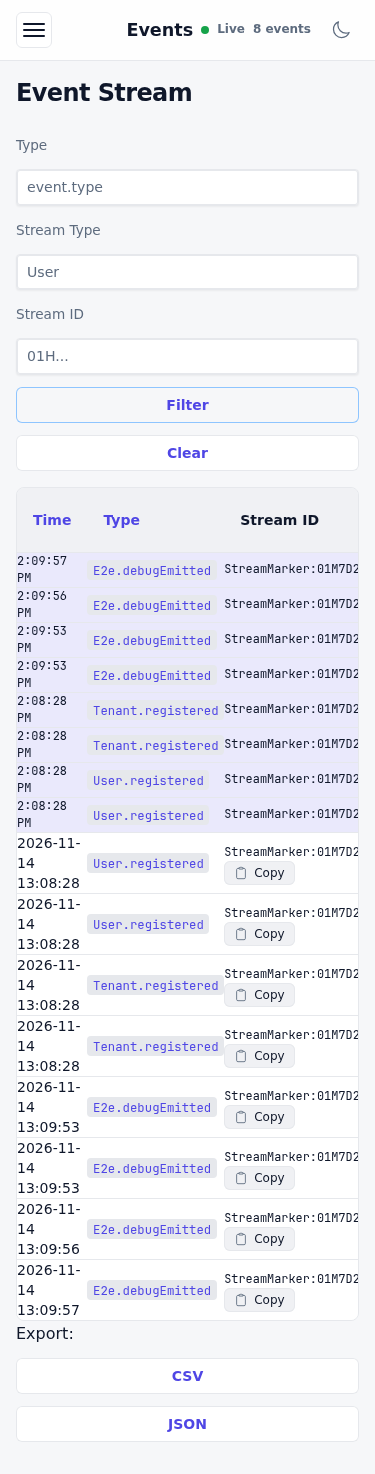 Events Live 8 events
Event Stream
Type
event.type
Stream Type
User
Stream ID
01H...
Filter
Clear
Time Type Stream ID
2:09:57 PM E2e.debugEmitted StreamMarker:01M7D2
2:09:56 PM E2e.debugEmitted StreamMarker:01M7D2
2:09:53 PM E2e.debugEmitted StreamMarker:01M7D2
2:09:53 PM E2e.debugEmitted StreamMarker:01M7D2
2:08:28 PM Tenant.registered StreamMarker:01M7D2
2:08:28 PM Tenant.registered StreamMarker:01M7D2
2:08:28 PM User.registered StreamMarker:01M7D2
2:08:28 PM User.registered StreamMarker:01M7D2
2026-11-14 13:08:28 User.registered StreamMarker:01M7D2 Copy
2026-11-14 13:08:28 User.registered StreamMarker:01M7D2 Copy
2026-11-14 13:08:28 Tenant.registered StreamMarker:01M7D2 Copy
2026-11-14 13:08:28 Tenant.registered StreamMarker:01M7D2 Copy
2026-11-14 13:09:53 E2e.debugEmitted StreamMarker:01M7D2 Copy
2026-11-14 13:09:53 E2e.debugEmitted StreamMarker:01M7D2 Copy
2026-11-14 13:09:56 E2e.debugEmitted StreamMarker:01M7D2 Copy
2026-11-14 13:09:57 E2e.debugEmitted StreamMarker:01M7D2 Copy
Export:
CSV
JSON